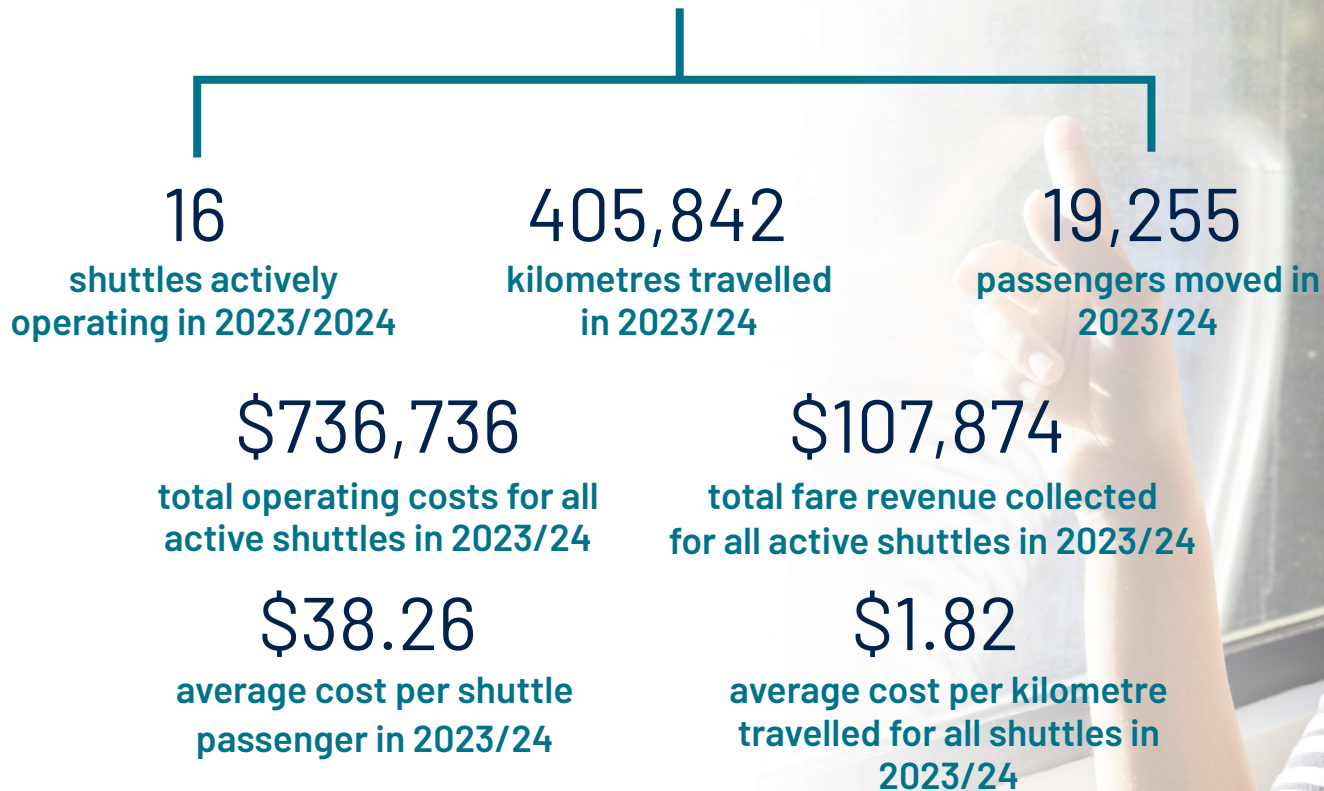 16
shuttles actively
operating in 2023/2024
405,842
kilometres travelled
in 2023/24
19,255
passengers moved in
2023/24
$736,736
total operating costs for all
active shuttles in 2023/24
$107,874
total fare revenue collected
for all active shuttles in 2023/24
$38.26
average cost per shuttle
passenger in 2023/24
$1.82
average cost per kilometre
travelled for all shuttles in
2023/24